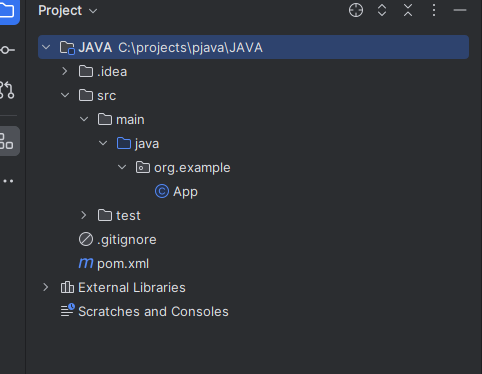 Project
JAVA C:\projects\pjava\JAVA
.idea
src
main
java
org.example
C App
test
.gitignore
m pom.xml
External Libraries
Scratches and Consoles